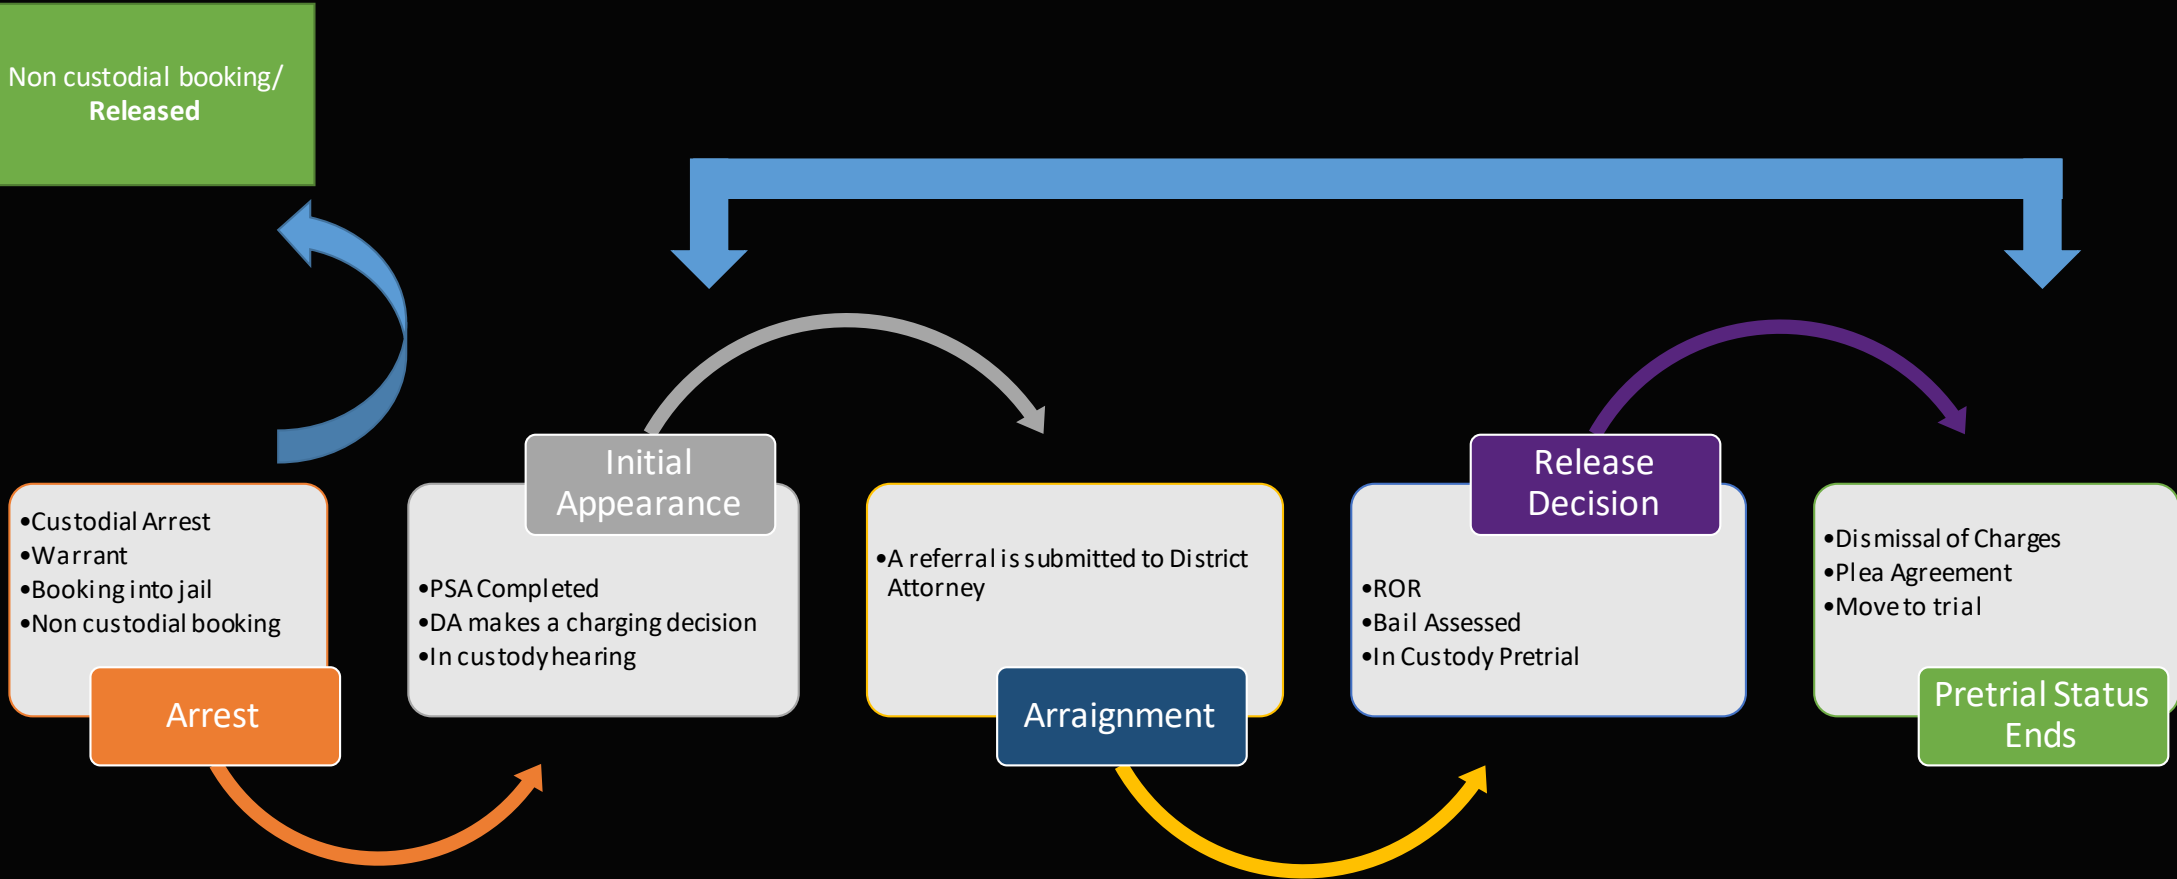 Non custodial booking/
Released
•Custodial Arrest
•Warrant
•Booking into jail
•Non custodial booking
Arrest
Initial
Appearance
•PSA Completed
•DA makes a charging decision
•In custody hearing
•A referral is submitted to District
Attorney
Arraignment
Release
Decision
•ROR
•Bail Assessed
•In Custody Pretrial
•Dismissal of Charges
•Plea Agreement
•Move to trial
Pretrial Status
Ends